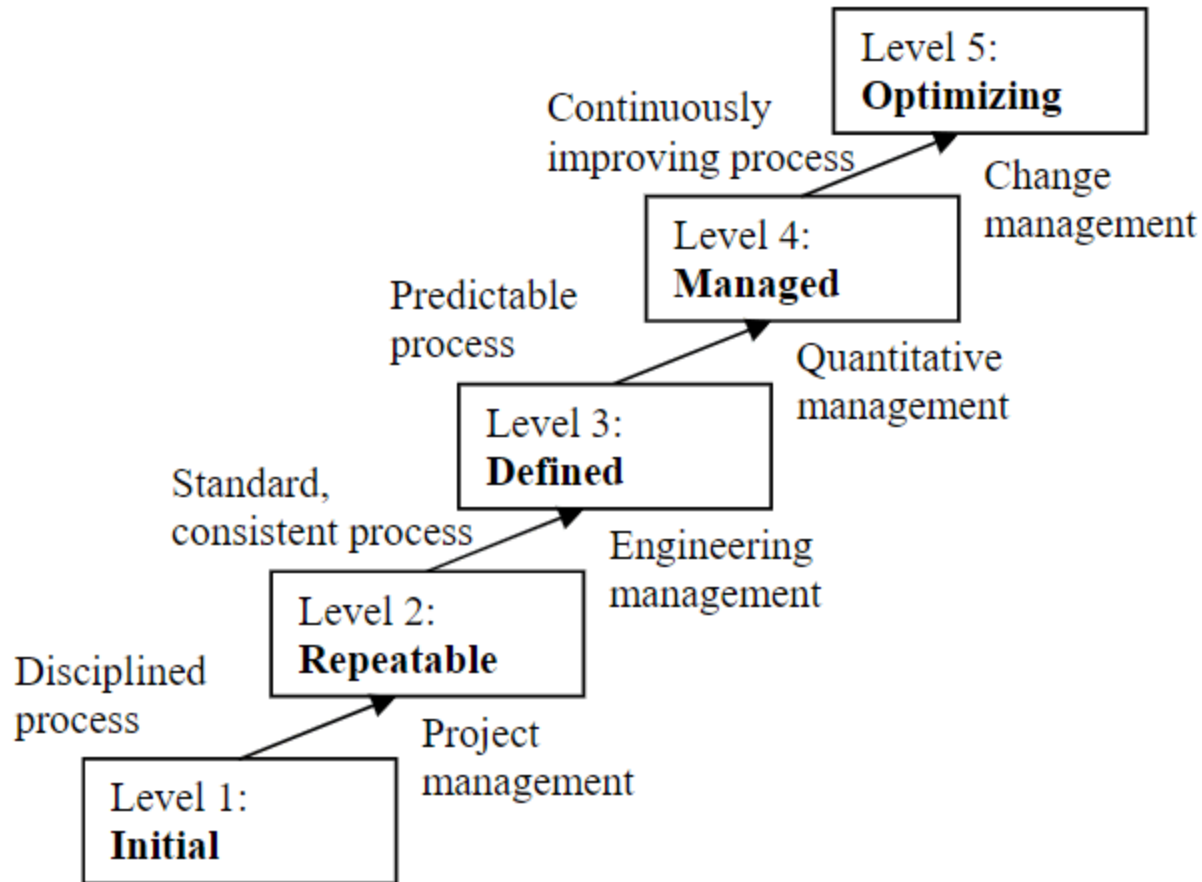 Level 5:
Optimizing
Continuously
improving process
Change
management
Level 4:
Managed
Predictable
process
Quantitative
management
Level 3:
Defined
Standard,
consistent process
Engineering
management
Level 2:
Repeatable
Disciplined
process
Project
management
Level 1:
Initial